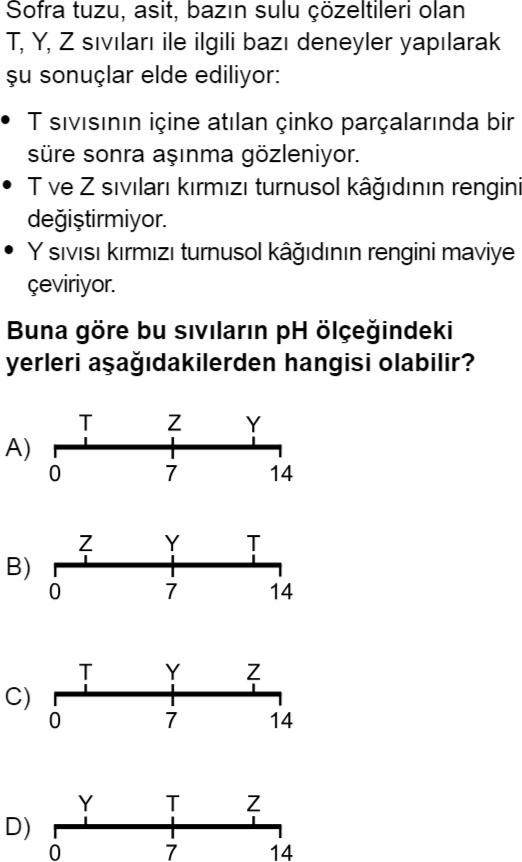 Sofra tuzu, asit, bazın sulu çözeltileri olan
T, Y, Z sıvıları ile ilgili bazı deneyler yapılarak
şu sonuçlar elde ediliyor:
• T sıvısının içine atılan çinko parçalarında bir
süre sonra aşınma gözleniyor.
• T ve Z sıvıları kırmızı turnusol kâğıdının rengini
değiştirmiyor.
• Y sıvısı kırmızı turnusol kâğıdının rengini maviye
çeviriyor.
Buna göre bu sıvıların pH ölçeğindeki
yerleri aşağıdakilerden hangisi olabilir?
T Z Y
A)
0 7 14
Z Y T
B)
0 7 14
T Y Z
C)
0 7 14
Y T Z
D)
0 7 14